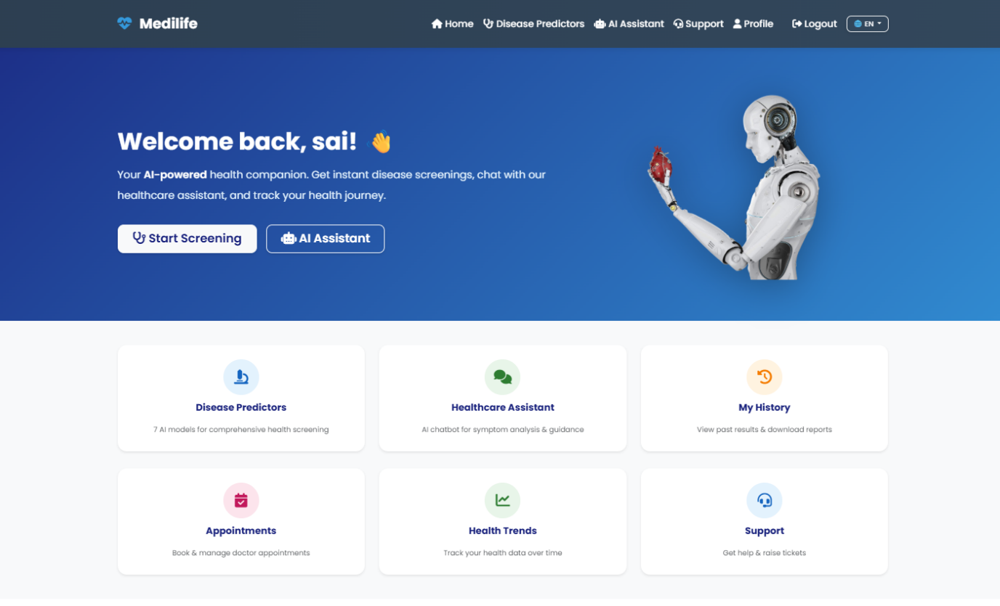 Medilife
Home Disease Predictors AI Assistant Support Profile Logout EN
Welcome back, sai! 👋
Your AI-powered health companion. Get instant disease screenings, chat with our
healthcare assistant, and track your health journey.
Start Screening AI Assistant
Disease Predictors
7 AI models for comprehensive health screening
Healthcare Assistant
AI chatbot for symptom analysis & guidance
My History
View past results & download reports
Appointments
Book & manage doctor appointments
Health Trends
Track your health data over time
Support
Get help & raise tickets